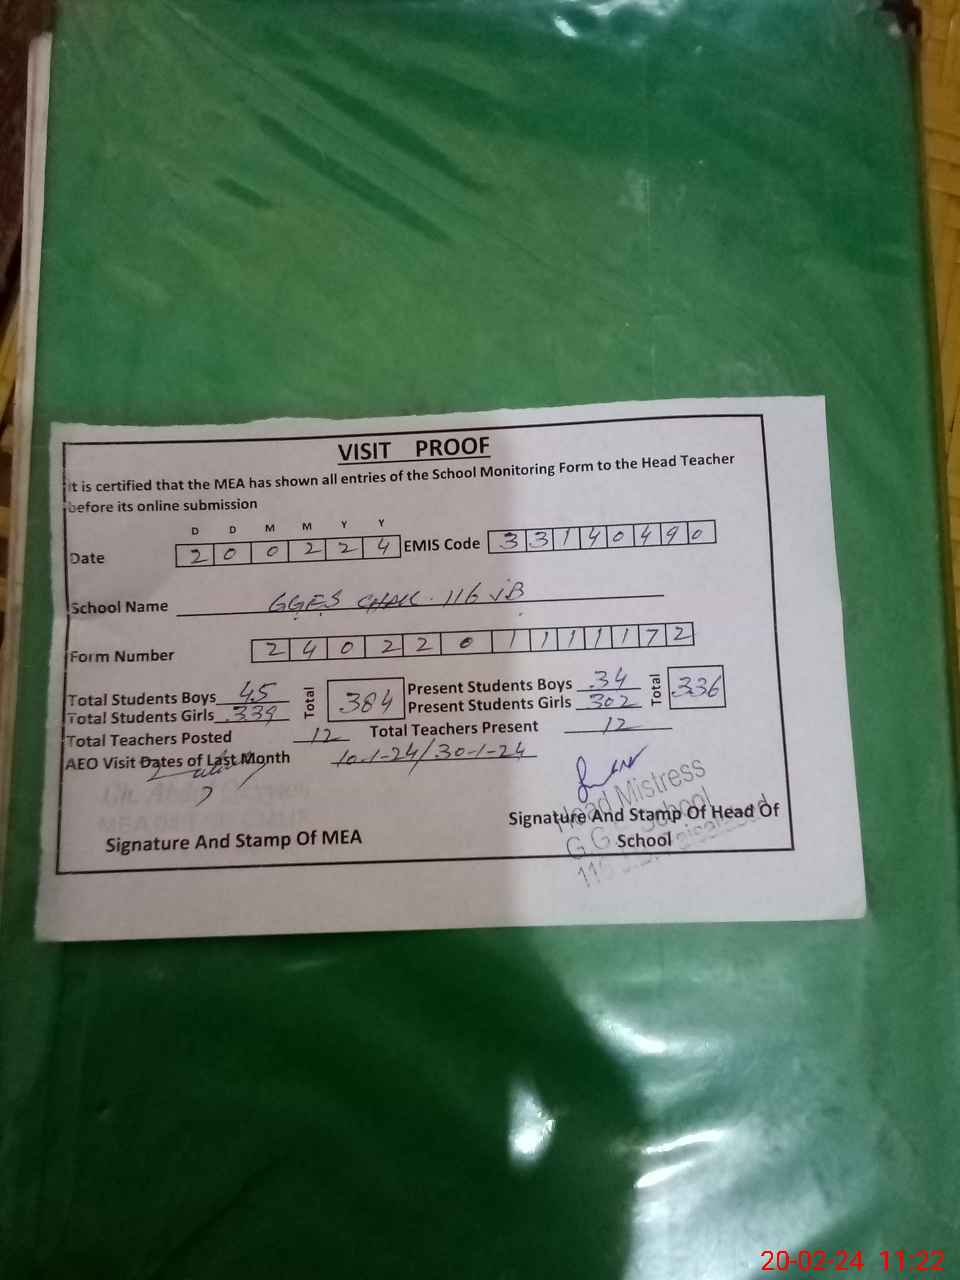 VISIT PROOF
It is certified that the MEA has shown all entries of the School Monitoring Form to the Head Teacher
before its online submission
D D M M Y Y
Date 2 0 0 2 2 4 EMIS Code 3 3 1 4 0 4 9 0
School Name GGES CHAK. 116 JB
Form Number 2 4 0 2 2 0 1 1 1 1 1 7 2
Total Students Boys 45 Total 384 Present Students Boys 34 Total 336
Total Students Girls 339 Present Students Girls 302
Total Teachers Posted 12 Total Teachers Present 12
AEO Visit Dates of Last Month 10-1-24/30-1-24
Head Mistress
Signature And Stamp Of MEA Signature And Stamp Of Head Of
School
G G School
116
20-02-24 11:22